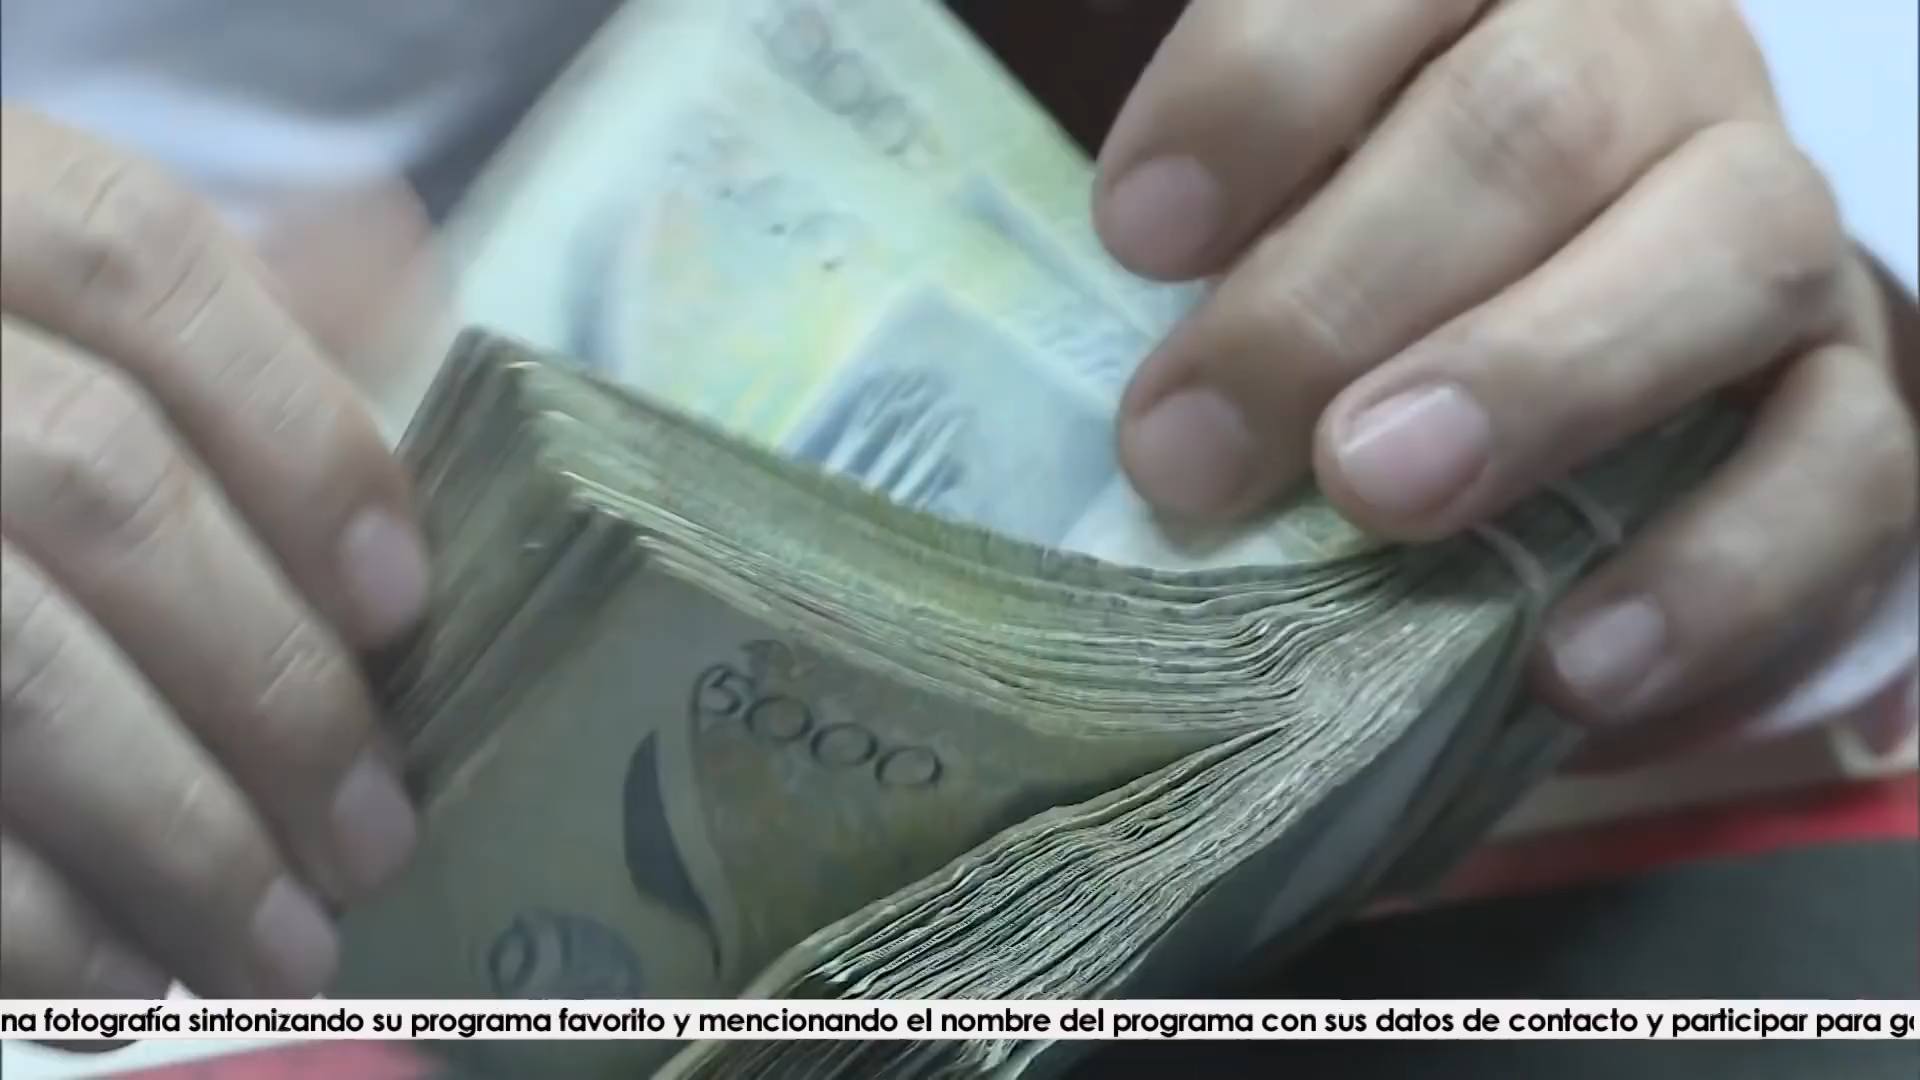 5000
na fotografía sintonizando su programa favorito y mencionando el nombre del programa con sus datos de contacto y participar para g